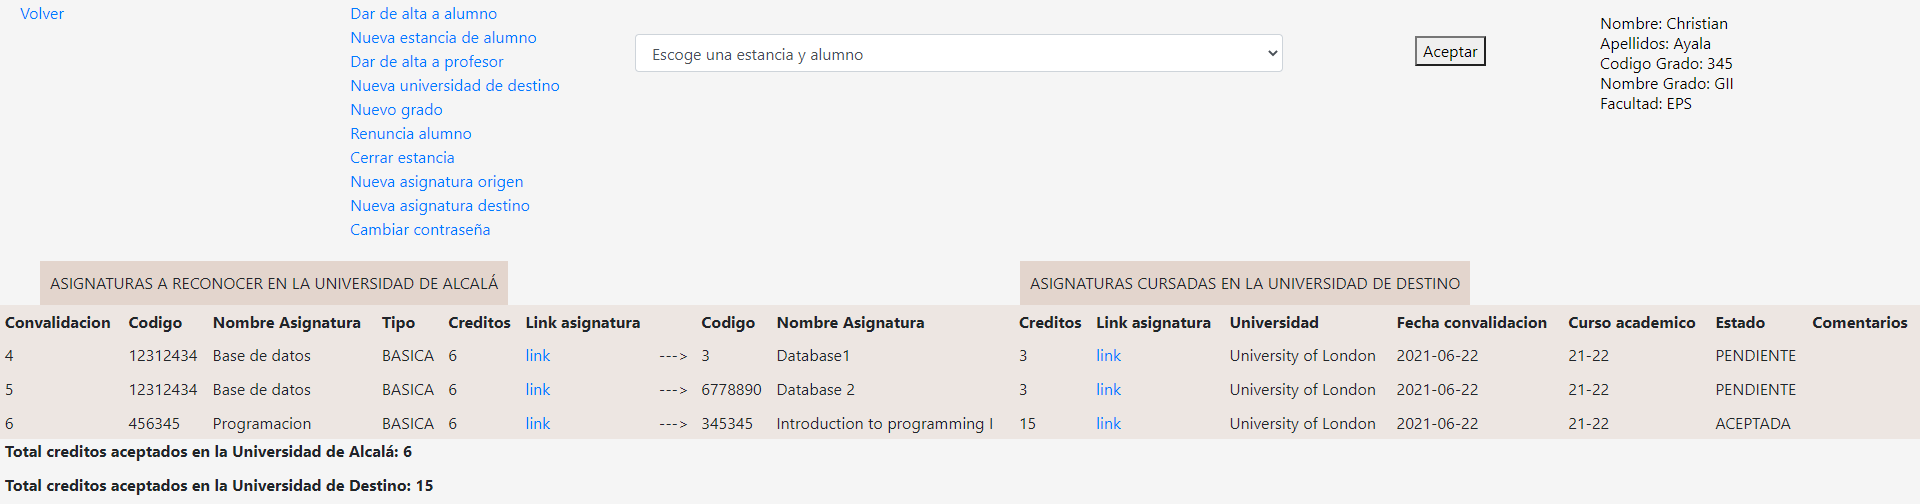 Volver
Dar de alta a alumno
Nueva estancia de alumno
Dar de alta a profesor
Nueva universidad de destino
Nuevo grado
Renuncia alumno
Cerrar estancia
Nueva asignatura origen
Nueva asignatura destino
Cambiar contraseña
Escoge una estancia y alumno
Aceptar
Nombre: Christian
Apellidos: Ayala
Codigo Grado: 345
Nombre Grado: GII
Facultad: EPS
ASIGNATURAS A RECONOCER EN LA UNIVERSIDAD DE ALCALÁ
ASIGNATURAS CURSADAS EN LA UNIVERSIDAD DE DESTINO
Convalidacion Codigo Nombre Asignatura Tipo Creditos Link asignatura Codigo Nombre Asignatura Creditos Link asignatura Universidad Fecha convalidacion Curso academico Estado Comentarios
4 12312434 Base de datos BASICA 6 link ---> 3 Database1 3 link University of London 2021-06-22 21-22 PENDIENTE
5 12312434 Base de datos BASICA 6 link ---> 6778890 Database 2 3 link University of London 2021-06-22 21-22 PENDIENTE
6 456345 Programacion BASICA 6 link ---> 345345 Introduction to programming I 15 link University of London 2021-06-22 21-22 ACEPTADA
Total creditos aceptados en la Universidad de Alcalá: 6
Total creditos aceptados en la Universidad de Destino: 15